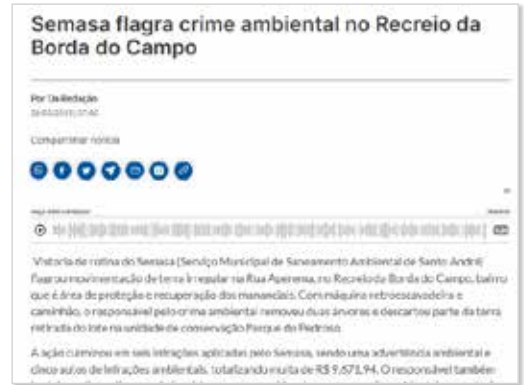 Semasa flagra crime ambiental no Recreio da
Borda do Campo
Por Da Redação
Compartilhar notícia
Vistoria de rotina do Semasa (Serviço Municipal de Saneamento Ambiental de Santo André)
flagrou movimentação de terra irregular na Rua Aperema, no Recreio da Borda do Campo, bairro
que é área de proteção e recuperação dos mananciais. Com máquina retroescavadeira e
caminhão, o responsável pelo crime ambiental removeu duas árvores e descartou parte da terra
retirada do lote na unidade de conservação Parque do Pedroso.
A ação culminou em seis infrações aplicadas pelo Semasa, sendo uma advertência ambiental e
cinco autos de infrações ambientais, totalizando multa de R$ 9.671,94. O responsável também